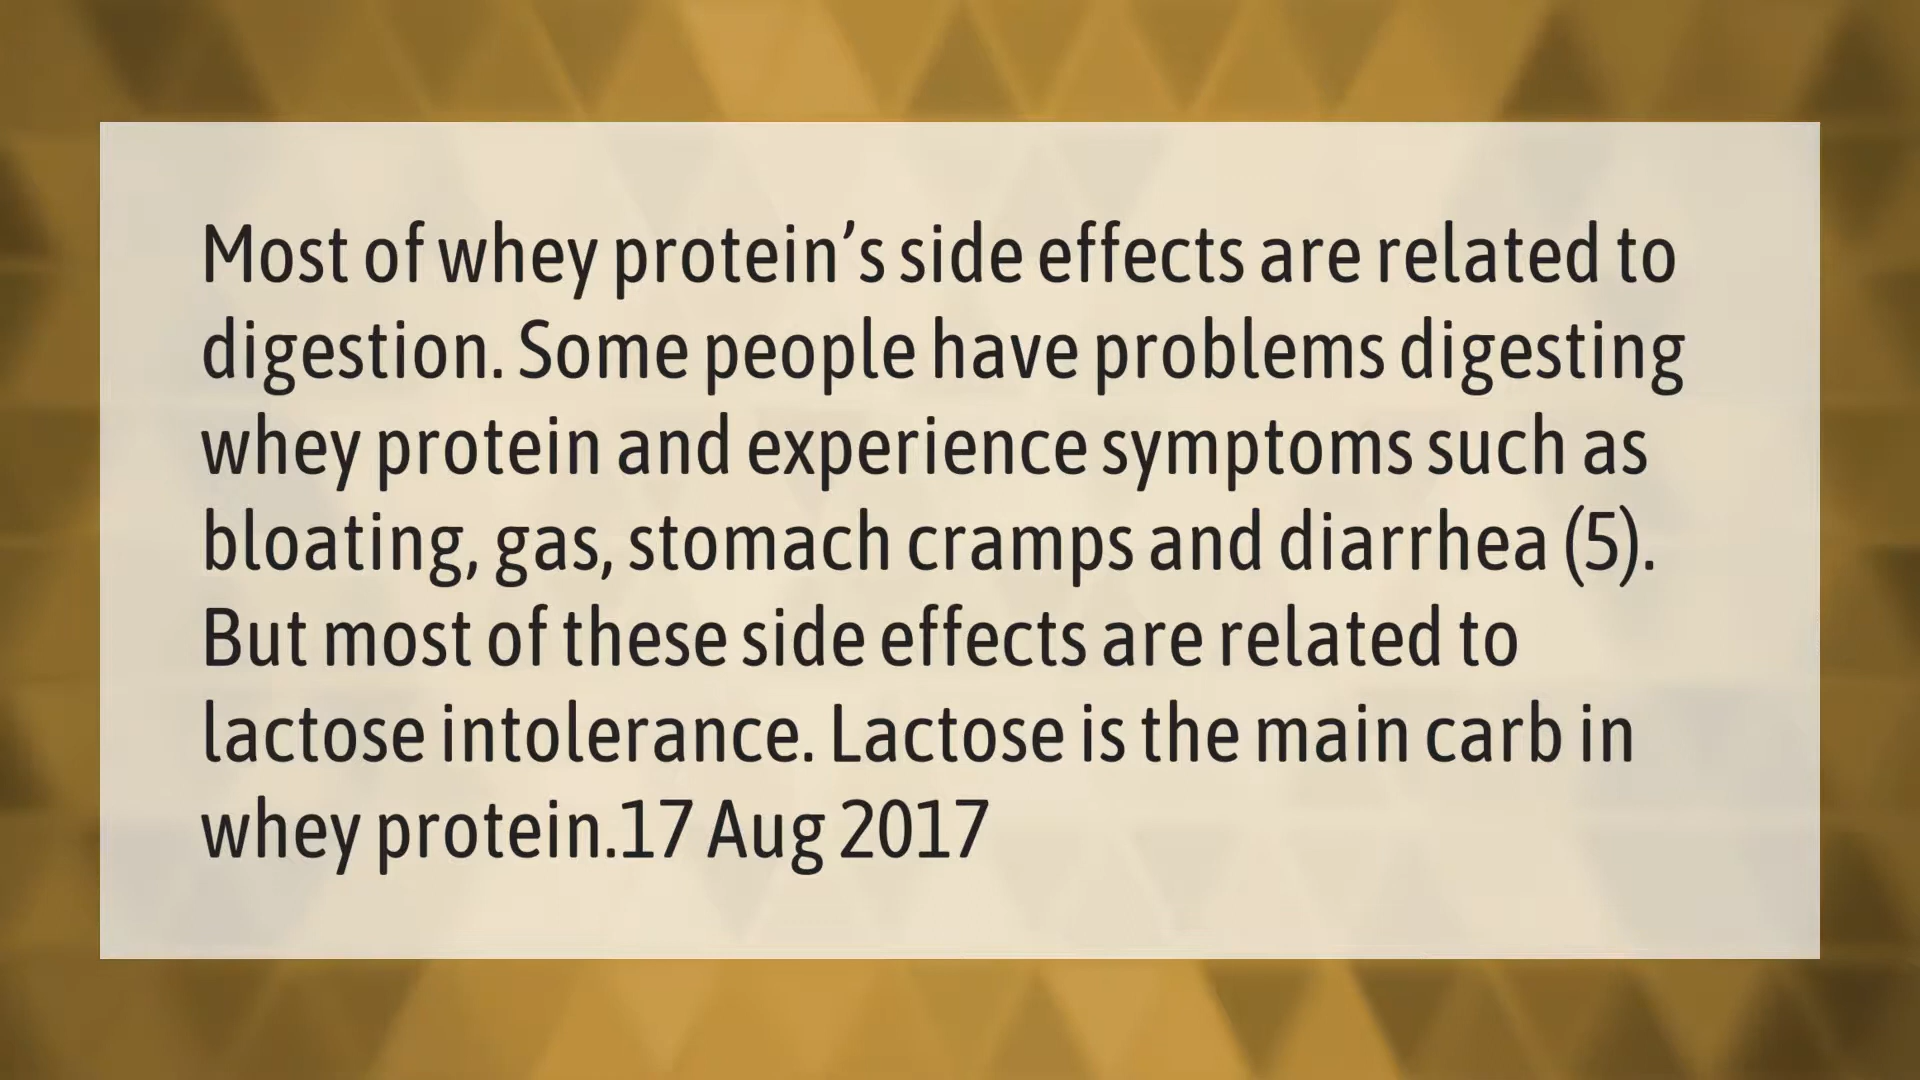 Most of whey protein’s side effects are related to
digestion. Some people have problems digesting
whey protein and experience symptoms such as
bloating, gas, stomach cramps and diarrhea (5).
But most of these side effects are related to
lactose intolerance. Lactose is the main carb in
whey protein.17 Aug 2017